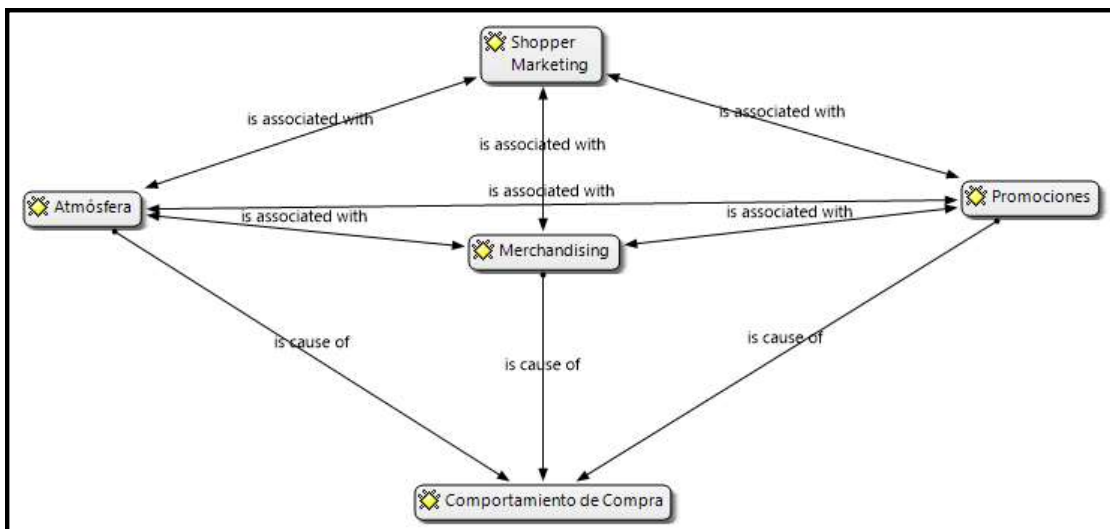 Shopper
Marketing
is associated with
is associated with
is associated with
is associated with
Atmósfera
Promociones
is associated with
is associated with
Merchandising
is cause of
is cause of
is cause of
Comportamiento de Compra